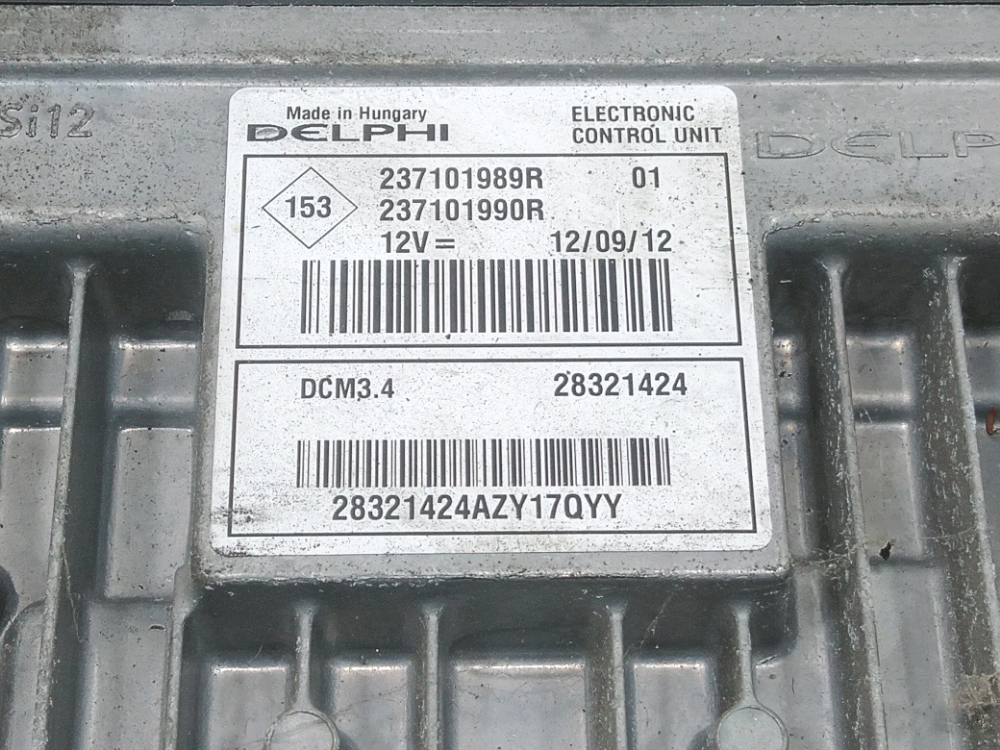 Si12
Made in Hungary
DELPHI
ELECTRONIC
CONTROL UNIT
DELP
153
237101989R 01
237101990R
12V= 12/09/12
DCM3.4 28321424
28321424AZY17QYY